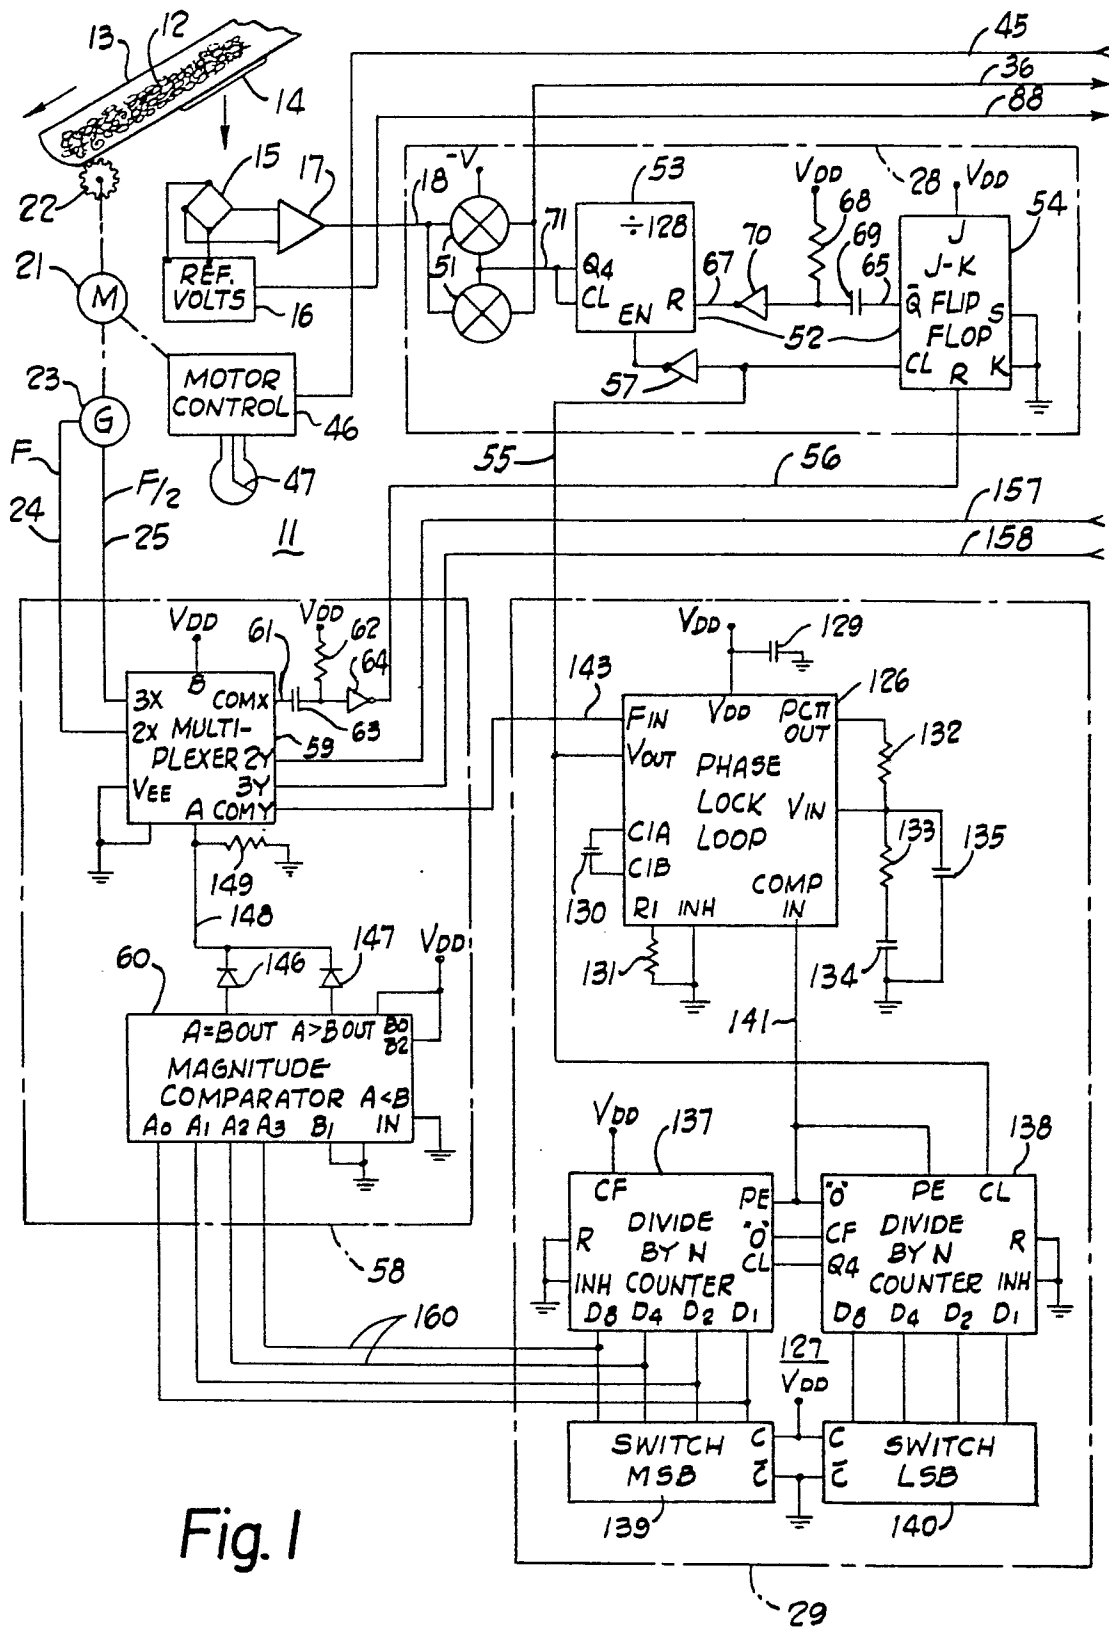 13
12
45
36
88
14
15
17
18
-V
53
28
VDD
VDD
54
68
22
71
÷128
70
69
J
21
51
Q4
67
65
J-K
M
REF.
VOLTS
CL
R
Q̄
FLIP
S
16
EN
52
FLOP
23
MOTOR
CONTROL
57
CL
K
G
46
R
F
55
56
F/2
47
24
157
25
11
158
VDD
VDD
VDD
129
61
62
64
143
126
B
3X
COMX
FIN
VDD
PCπ
OUT
2X
MULTI-
PLEXER
63
59
132
2Y
VOUT
PHASE
VEE
3Y
LOCK
VIN
A
COMY
LOOP
133
135
C1A
149
C1B
148
130
COMP
IN
R1
INH
147
VDD
60
146
131
134
A=BOUT
A>BOUT
B0
B2
141
MAGNITUDE
COMPARATOR
A<B
IN
A0
A1
A2
A3
B1
VDD
137
138
CF
PE
"0"
PE
CL
DIVIDE
BY N
COUNTER
"0"
CF
DIVIDE
BY N
COUNTER
R
R
CL
Q4
58
INH
INH
D8
D4
D2
D1
D8
D4
D2
D1
160
127
VDD
SWITCH
MSB
C
C̄
C
C̄
SWITCH
LSB
139
140
Fig. 1
29